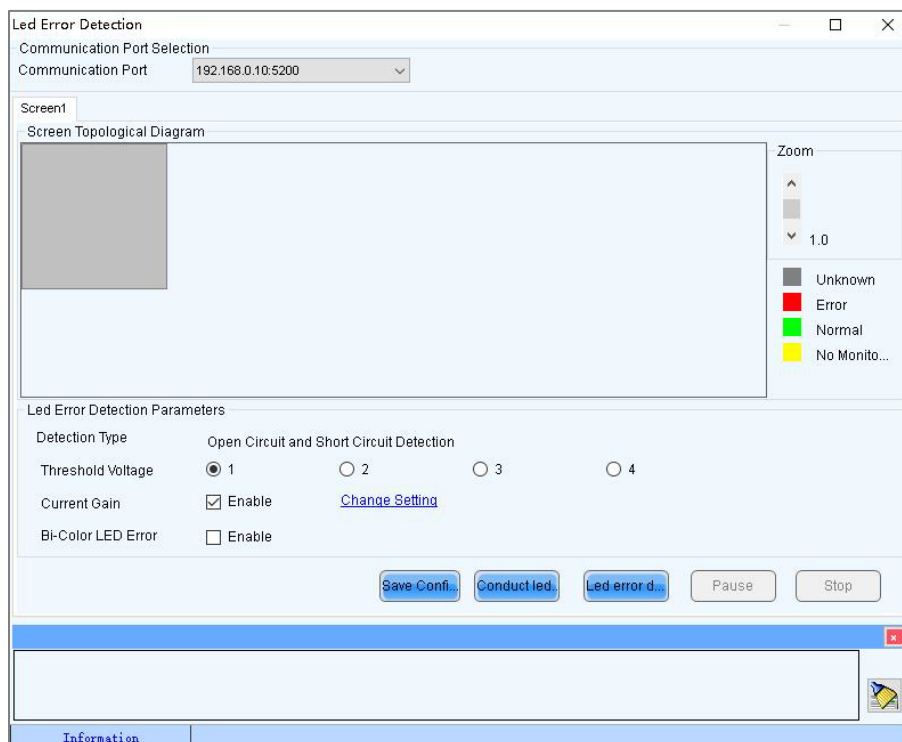 Led Error Detection
Communication Port Selection
Communication Port 192.168.0.10:5200
Screen1
Screen Topological Diagram
Zoom
1.0
Unknown
Error
Normal
No Monito...
Led Error Detection Parameters
Detection Type Open Circuit and Short Circuit Detection
Threshold Voltage 1 2 3 4
Current Gain Enable Change Setting
Bi-Color LED Error Enable
Save Confi... Conduct led.. Led error d... Pause Stop
Information